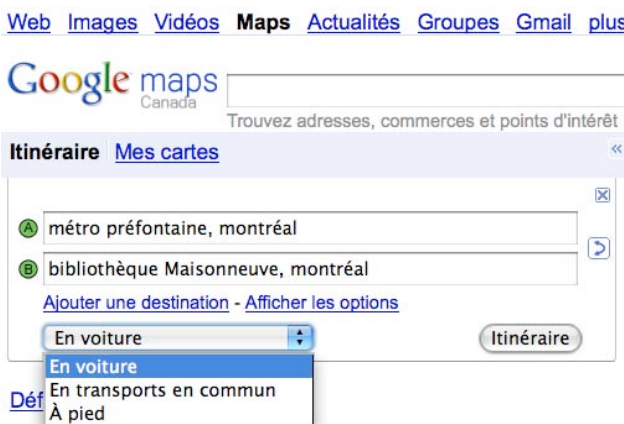 Web Images Vidéos Maps Actualités Groupes Gmail plus
Google maps
Canada
Trouvez adresses, commerces et points d'intérêt
Itinéraire Mes cartes «
A métro préfontaine, montréal
B bibliothèque Maisonneuve, montréal
Ajouter une destination - Afficher les options
En voiture Itinéraire
En voiture
En transports en commun
Déf
À pied